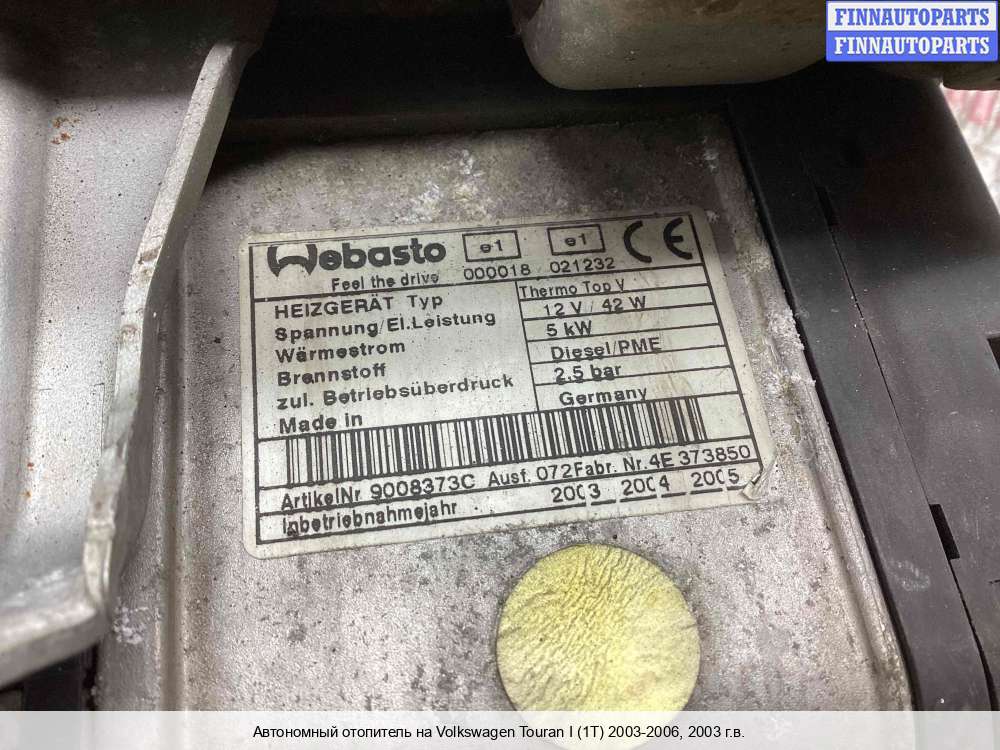 FINNAUTOPARTS
FINNAUTOPARTS
Webasto e1 e1 CE
Feel the drive 000018 021232
HEIZGERÄT Typ Thermo Top V
Spannung/El.Leistung 12 V / 42 W
Wärmestrom 5 kW
Brennstoff Diesel/PME
zul. Betriebsüberdruck 2.5 bar
Made in Germany
ArtikelNr 9008373C Ausf. 072 Fabr. Nr. 4E 373850
Inbetriebnahmejahr 2003 2004 2005
Автономный отопитель на Volkswagen Touran I (1T) 2003-2006, 2003 г.в.